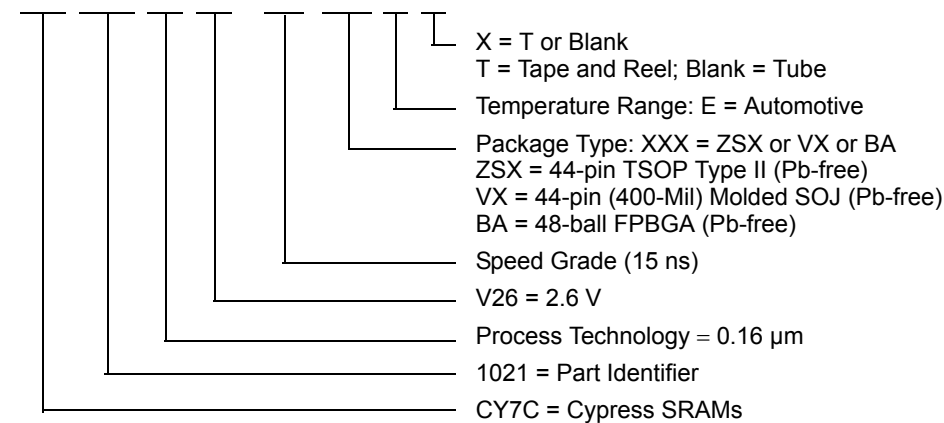 X = T or Blank
T = Tape and Reel; Blank = Tube
Temperature Range: E = Automotive
Package Type: XXX = ZSX or VX or BA
ZSX = 44-pin TSOP Type II (Pb-free)
VX = 44-pin (400-Mil) Molded SOJ (Pb-free)
BA = 48-ball FPBGA (Pb-free)
Speed Grade (15 ns)
V26 = 2.6 V
Process Technology = 0.16 µm
1021 = Part Identifier
CY7C = Cypress SRAMs